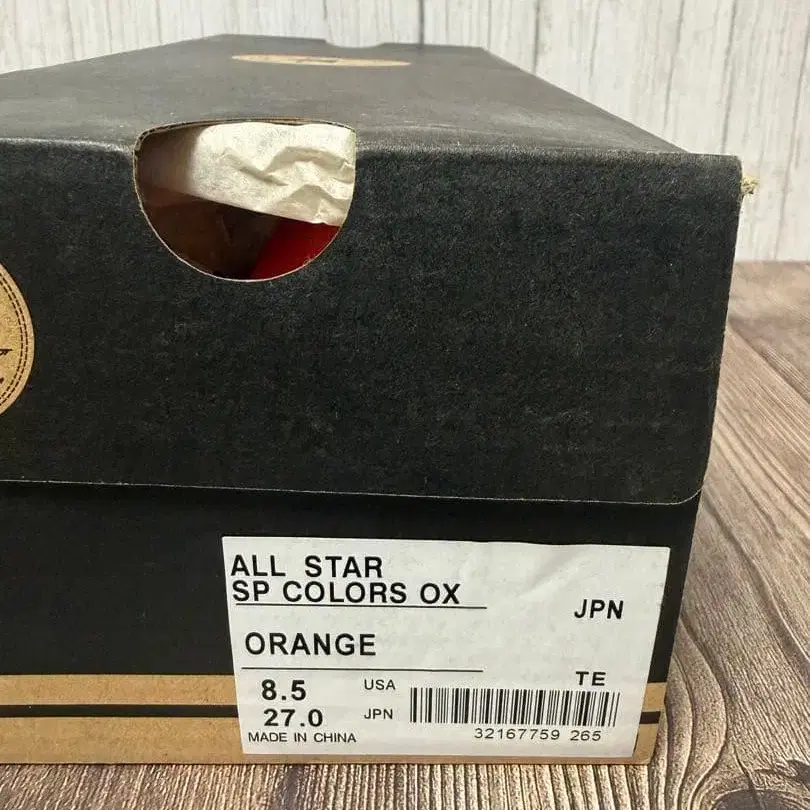 ALL STAR
SP COLORS OX
JPN
ORANGE
TE
8.5 USA
27.0 JPN
MADE IN CHINA
32167759 265